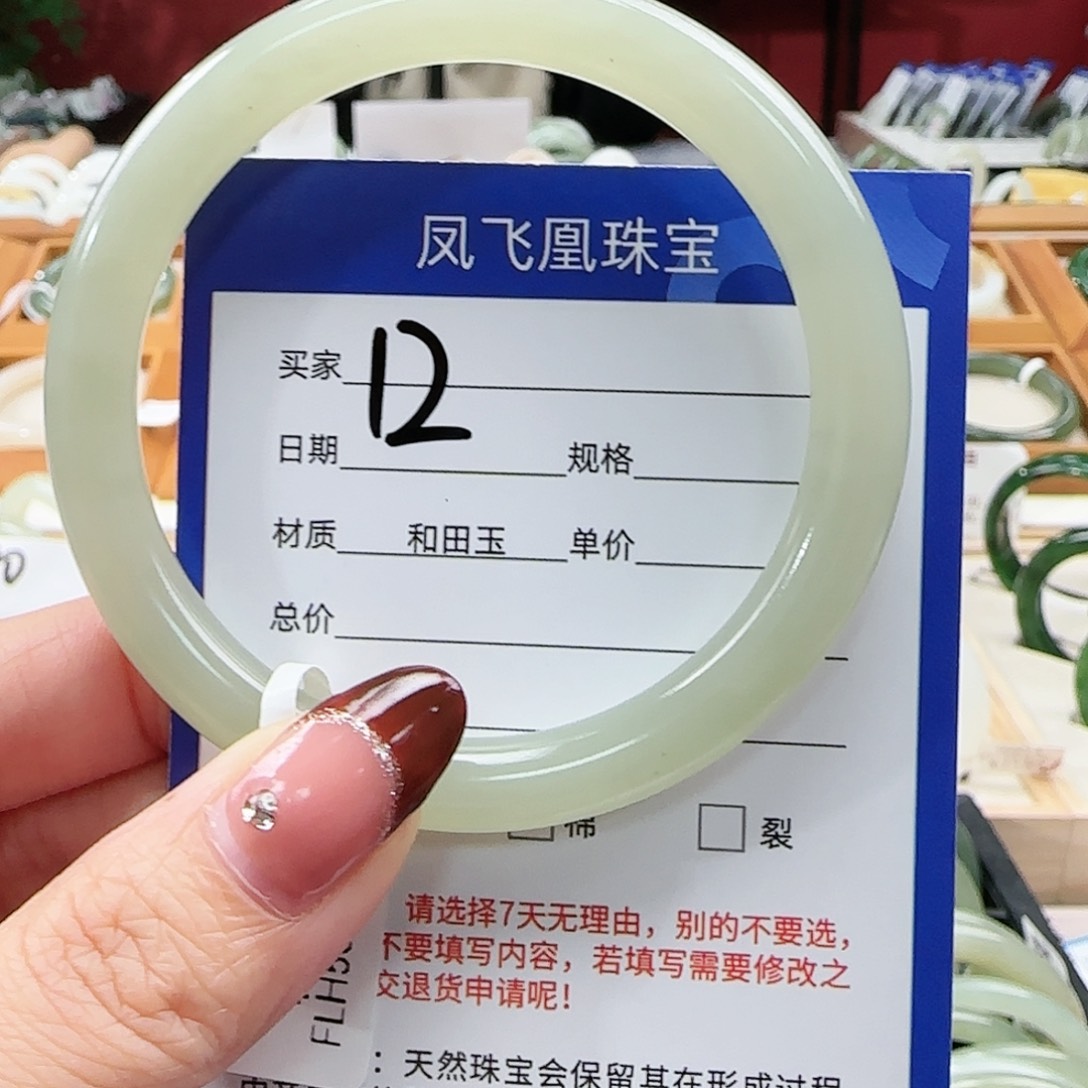 凤飞凰珠宝
买家 12
日期 规格
材质 和田玉 单价
总价
棉 裂
请选择7天无理由，别的不要选，
不要填写内容，若填写需要修改之
交退货申请呢！
：天然珠宝会保留其在形成过程